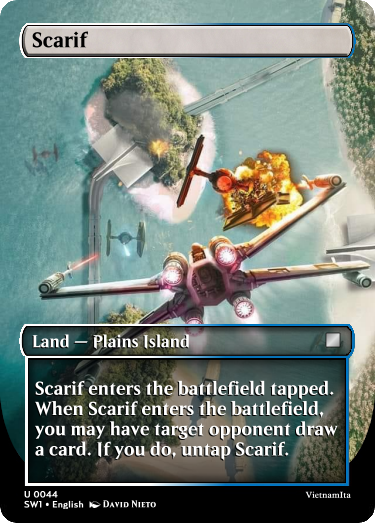 Scarif
Land — Plains Island
Scarif enters the battlefield tapped.
When Scarif enters the battlefield,
you may have target opponent draw
a card. If you do, untap Scarif.
U 0044
SW1 • English DAVID NIETO
VietnamIta